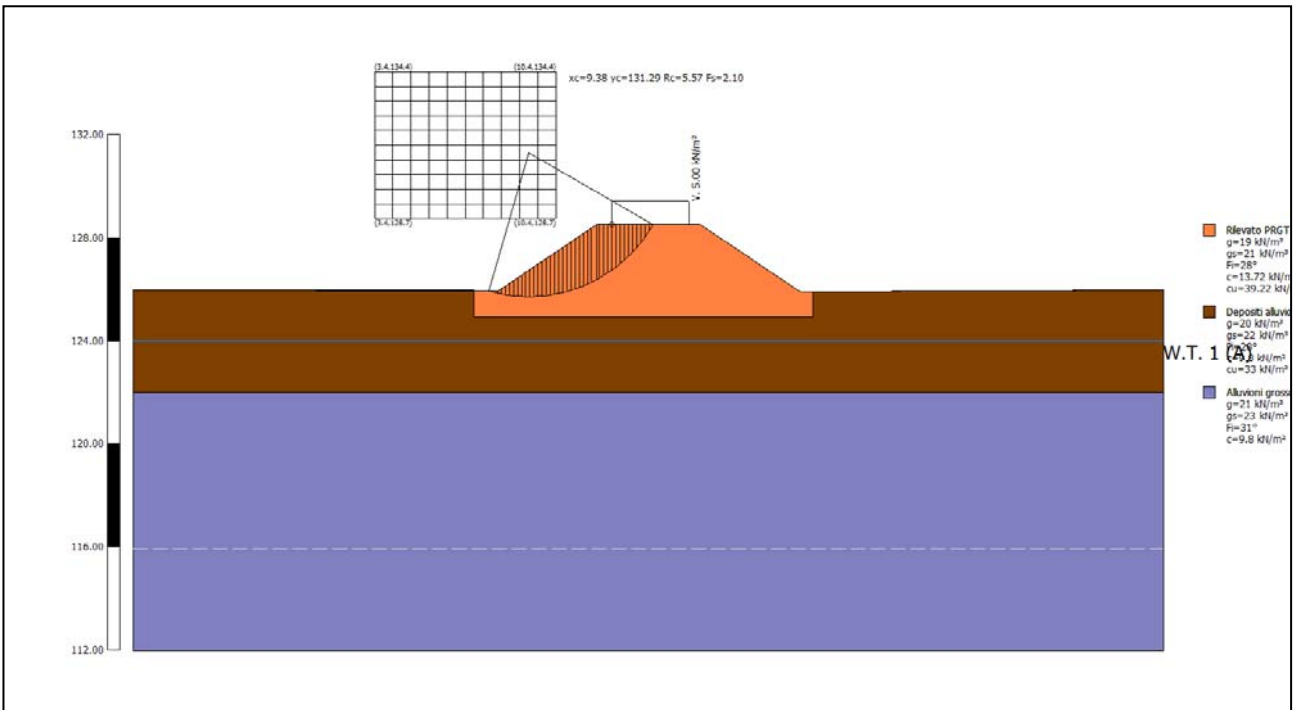 (3.4,134.4)
(10.4,134.4)
xc=9.38 yc=131.29 Rc=5.57 Fs=2.10
132.00
V. 5.00 kN/m²
(3.4,128.7)
(10.4,128.7)
128.00
Rilevato PRGT
g=19 kN/m³
gs=21 kN/m³
Fi=28°
c=13.72 kN/m
cu=39.22 kN/
124.00
Depositi alluvio
g=20 kN/m³
gs=22 kN/m³
W.T. 1 (A)
cu=33 kN/m²
Alluvioni gross
g=21 kN/m³
gs=23 kN/m³
Fi=31°
c=9.8 kN/m²
120.00
116.00
112.00